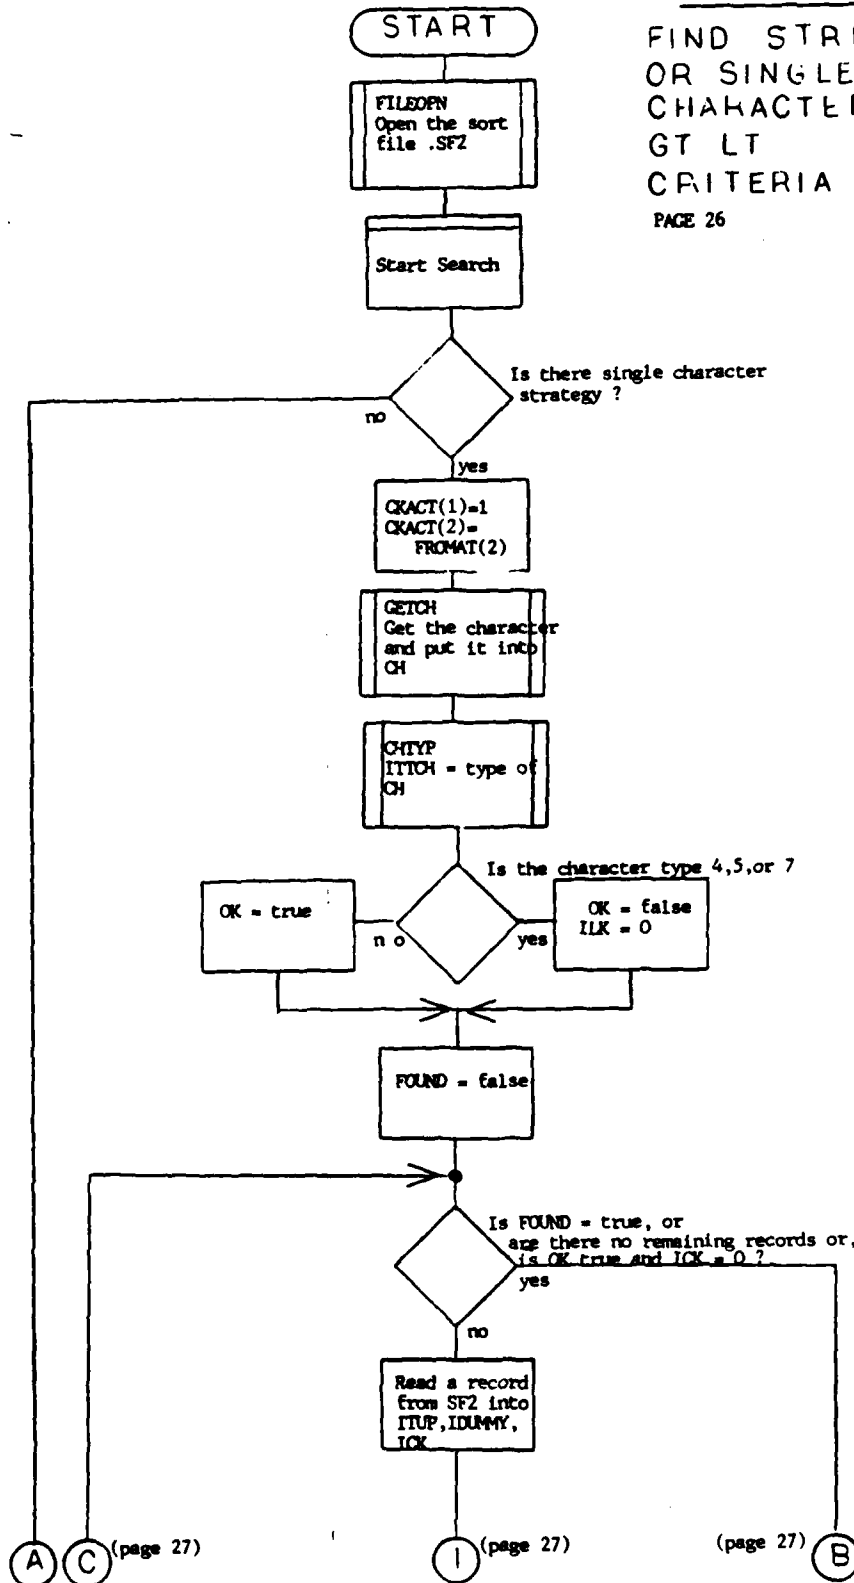 START
FIND STRI
OR SINGLE
CHARACTE
GT LT
CRITERIA
PAGE 26
FILEOPN
Open the sort
file .SF2
Start Search
Is there single character
strategy ?
no
yes
CKACT(1)=1
CKACT(2)=
FROMAT(2)
GETCH
Get the character
and put it into
CH
CHTYP
ITTCH = type of
CH
Is the character type 4,5,or 7
OK = true
no
yes
OK = false
ILK = 0
FOUND = false
Is FOUND = true, or
are there no remaining records or,
is OK true and ICK = 0 ?
yes
no
Read a record
from SF2 into
ITUP,IDUMMY,
ICK
A
C
(page 27)
1
(page 27)
(page 27)
B